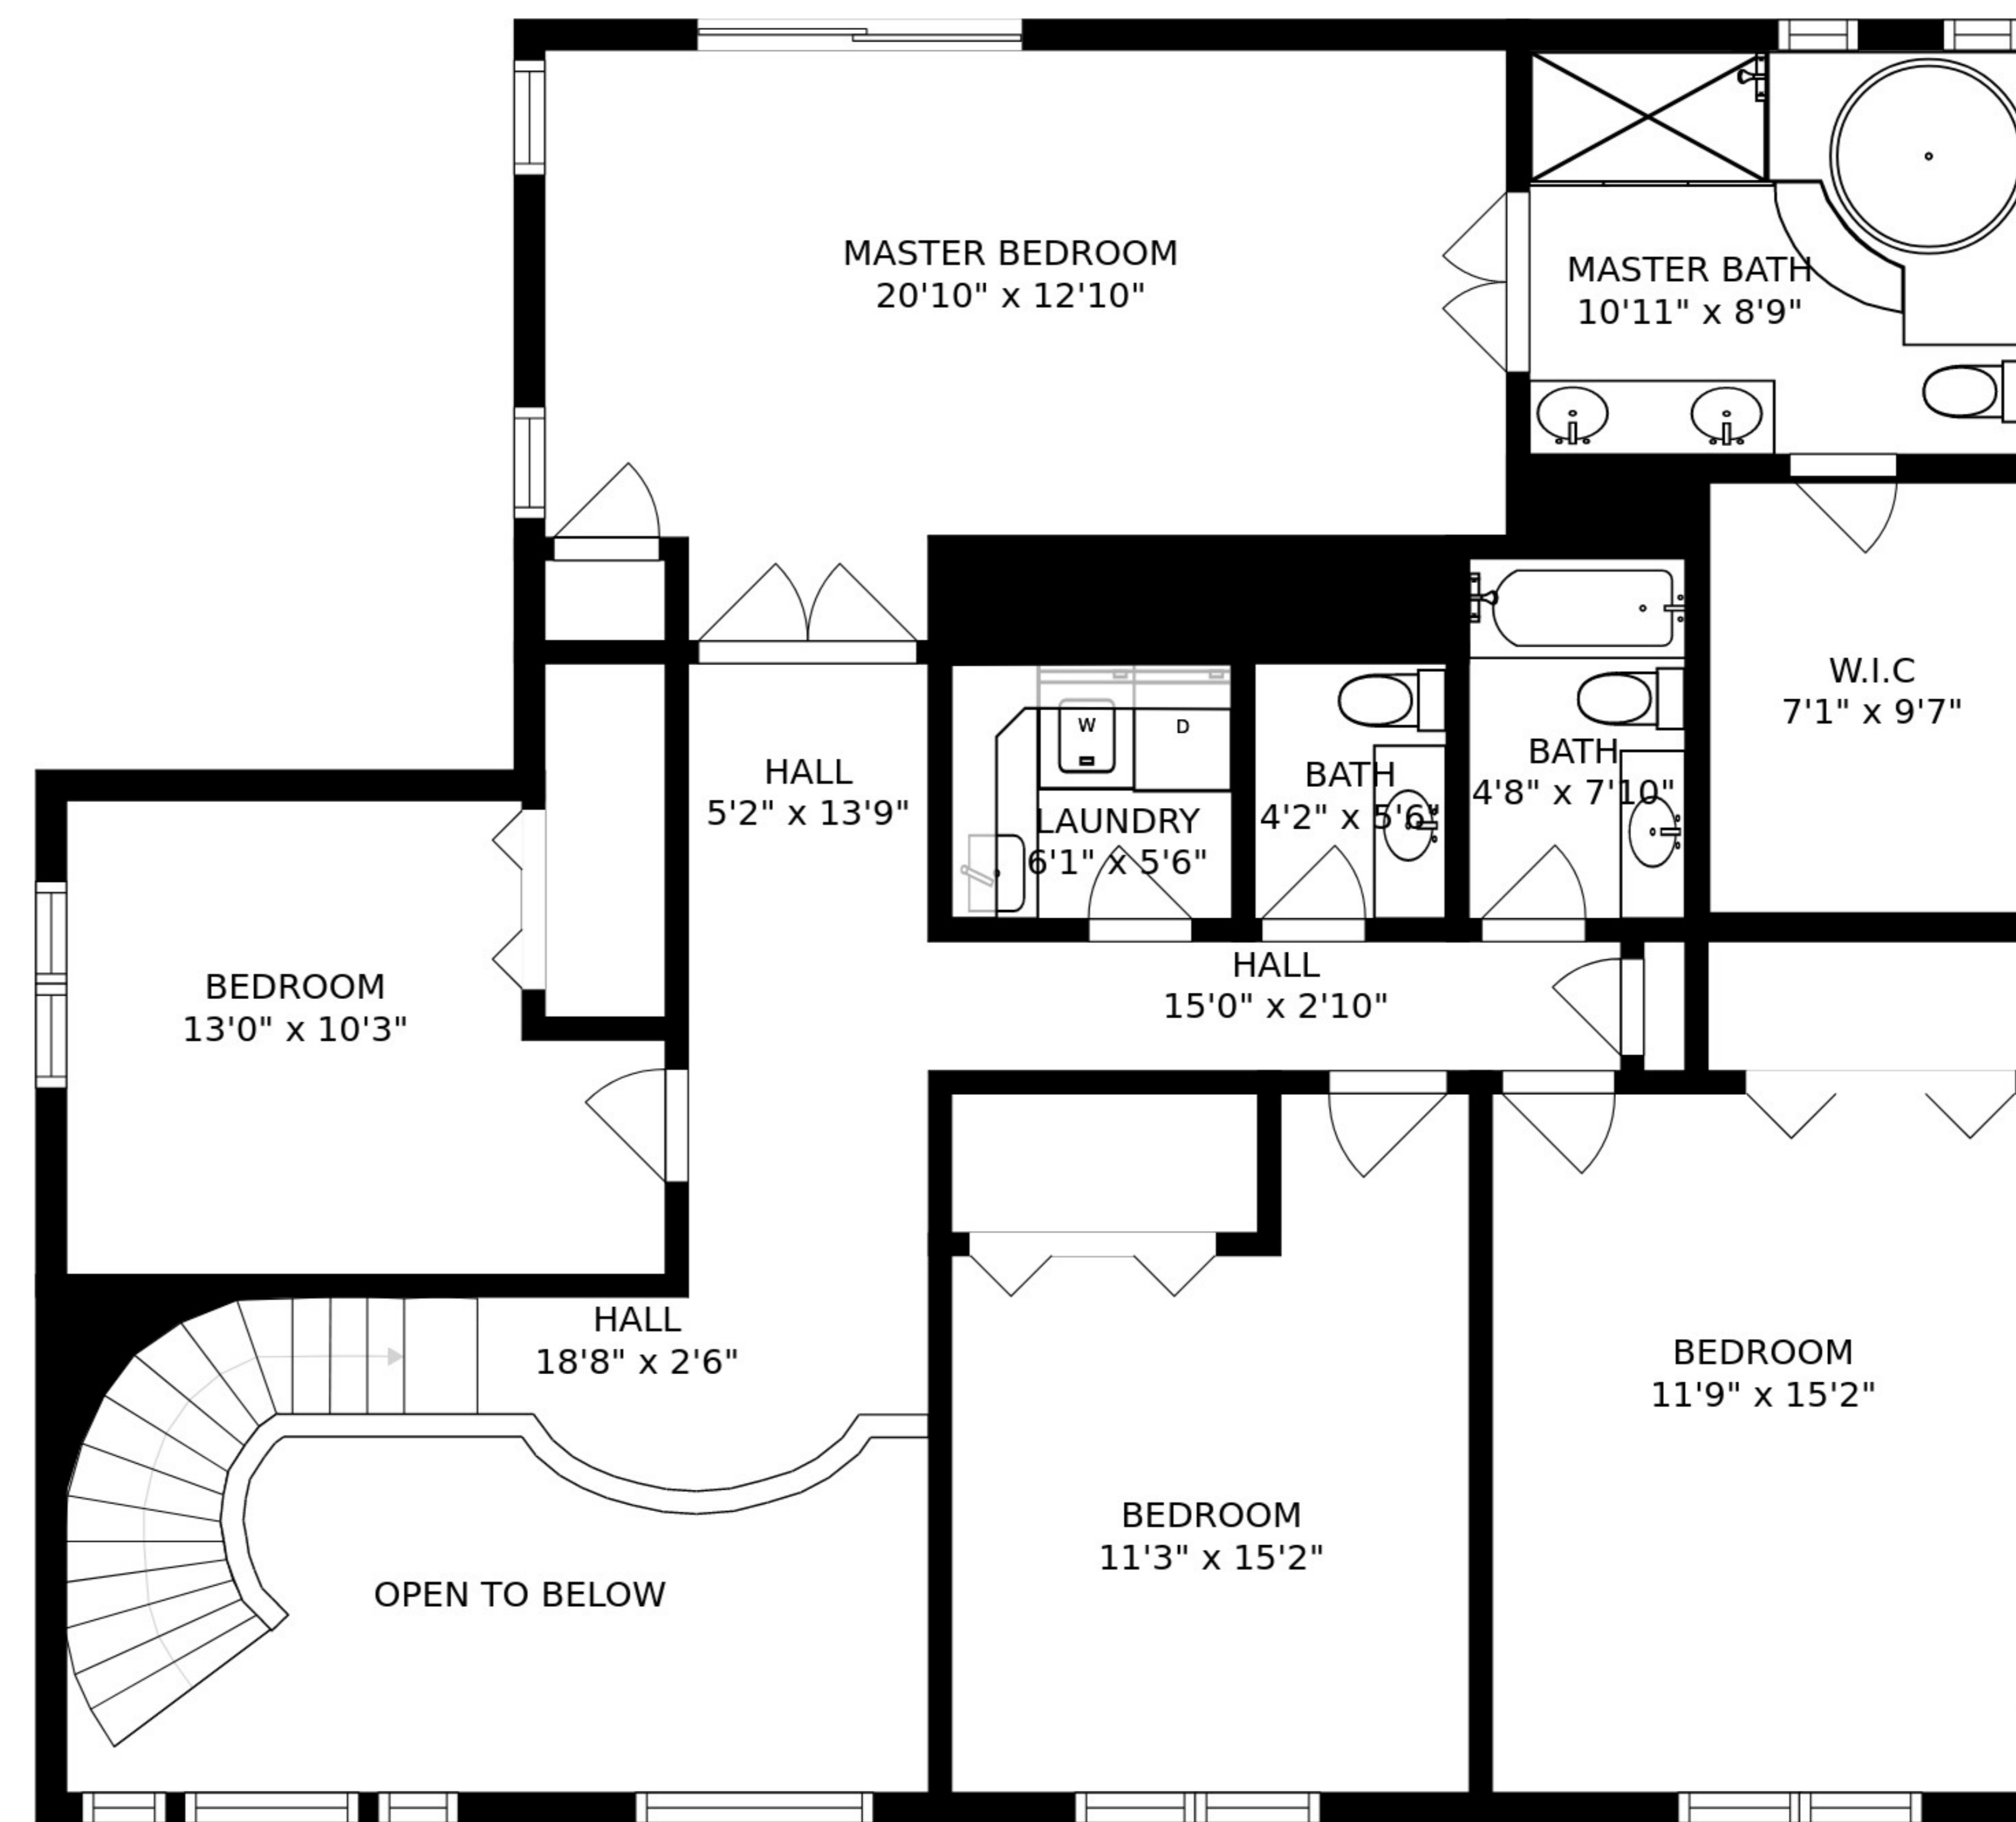 MASTER BEDROOM
20'10" x 12'10"
MASTER BATH
10'11" x 8'9"
W.I.C
7'1" x 9'7"
HALL
5'2" x 13'9"
W
D
LAUNDRY
6'1" x 5'6"
BATH
4'2" x 5'6"
BATH
4'8" x 7'10"
BEDROOM
13'0" x 10'3"
HALL
15'0" x 2'10"
HALL
18'8" x 2'6"
BEDROOM
11'9" x 15'2"
BEDROOM
11'3" x 15'2"
OPEN TO BELOW